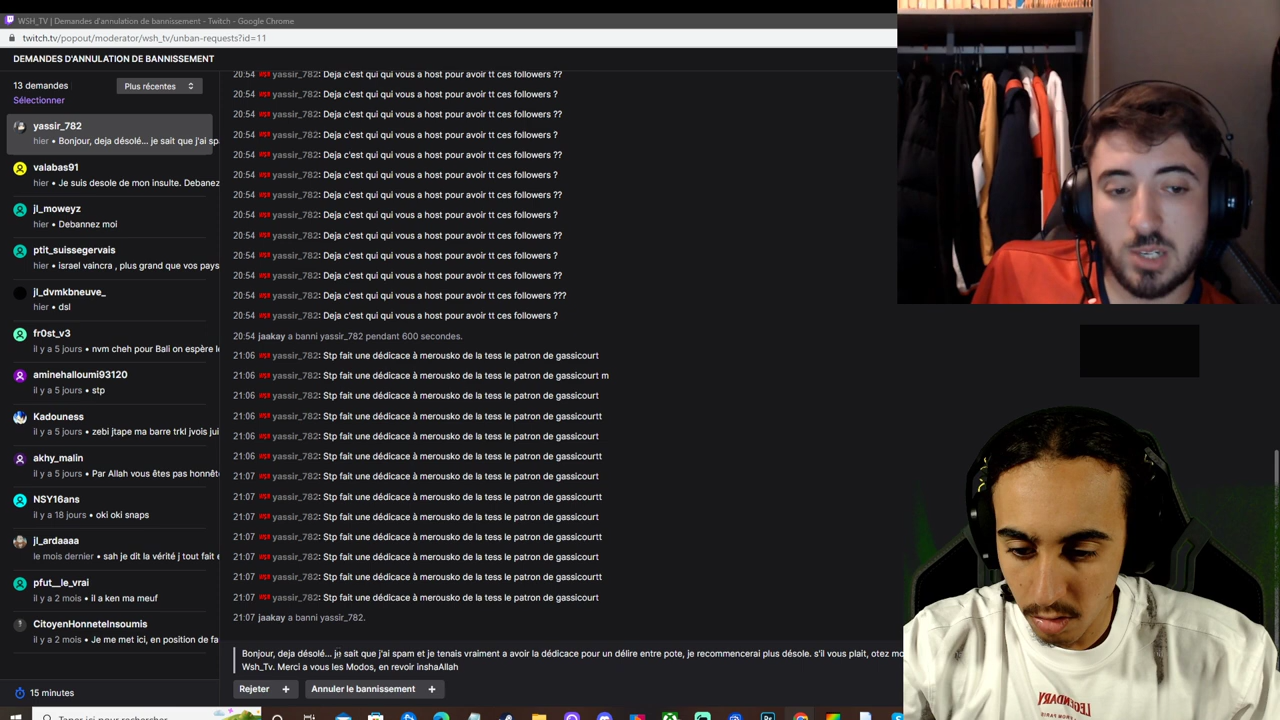 WSH_TV | Demandes d'annulation de bannissement - Twitch - Google Chrome
twitch.tv/popout/moderator/wsh_tv/unban-requests?id=11
DEMANDES D'ANNULATION DE BANNISSEMENT
13 demandes
Plus récentes
Sélectionner
yassir_782
hier • Bonjour, deja désolé... je sait que j'ai sp
valabas91
hier • Je suis desole de mon insulte. Debanez
jl_moweyz
hier • Debannez moi
ptit_suissegervais
hier • israel vaincra , plus grand que vos pays
jl_dvmkbneuve_
hier • dsl
fr0st_v3
il y a 5 jours • nvm cheh pour Bali on espère l
aminehalloumi93120
il y a 5 jours • stp
Kadouness
il y a 5 jours • zebi jtape ma barre trkl jvois jui
akhy_malin
il y a 5 jours • Par Allah vous êtes pas honnêt
NSY16ans
il y a 18 jours • oki oki snaps
jl_ardaaaa
le mois dernier • sah je dit la vérité j tout fait
pfut__le_vrai
il y a 2 mois • il a ken ma meuf
CitoyenHonneteInsoumis
il y a 2 mois • Je me met ici, en position de fa
15 minutes
20:54 yassir_782: Deja c'est qui qui vous a host pour avoir tt ces followers ??
20:54 yassir_782: Deja c'est qui qui vous a host pour avoir tt ces followers ?
20:54 yassir_782: Deja c'est qui qui vous a host pour avoir tt ces followers ??
20:54 yassir_782: Deja c'est qui qui vous a host pour avoir tt ces followers ?
20:54 yassir_782: Deja c'est qui qui vous a host pour avoir tt ces followers ??
20:54 yassir_782: Deja c'est qui qui vous a host pour avoir tt ces followers ?
20:54 yassir_782: Deja c'est qui qui vous a host pour avoir tt ces followers ??
20:54 yassir_782: Deja c'est qui qui vous a host pour avoir tt ces followers ?
20:54 yassir_782: Deja c'est qui qui vous a host pour avoir tt ces followers ??
20:54 yassir_782: Deja c'est qui qui vous a host pour avoir tt ces followers ?
20:54 yassir_782: Deja c'est qui qui vous a host pour avoir tt ces followers ??
20:54 yassir_782: Deja c'est qui qui vous a host pour avoir tt ces followers ???
20:54 yassir_782: Deja c'est qui qui vous a host pour avoir tt ces followers ?
20:54 jaakay a banni yassir_782 pendant 600 secondes.
21:06 yassir_782: Stp fait une dédicace à merousko de la tess le patron de gassicourt
21:06 yassir_782: Stp fait une dédicace à merousko de la tess le patron de gassicourt m
21:06 yassir_782: Stp fait une dédicace à merousko de la tess le patron de gassicourt
21:06 yassir_782: Stp fait une dédicace à merousko de la tess le patron de gassicourtt
21:06 yassir_782: Stp fait une dédicace à merousko de la tess le patron de gassicourt
21:06 yassir_782: Stp fait une dédicace à merousko de la tess le patron de gassicourtt
21:07 yassir_782: Stp fait une dédicace à merousko de la tess le patron de gassicourt
21:07 yassir_782: Stp fait une dédicace à merousko de la tess le patron de gassicourtt
21:07 yassir_782: Stp fait une dédicace à merousko de la tess le patron de gassicourt
21:07 yassir_782: Stp fait une dédicace à merousko de la tess le patron de gassicourtt
21:07 yassir_782: Stp fait une dédicace à merousko de la tess le patron de gassicourt
21:07 yassir_782: Stp fait une dédicace à merousko de la tess le patron de gassicourtt
21:07 yassir_782: Stp fait une dédicace à merousko de la tess le patron de gassicourt
21:07 jaakay a banni yassir_782.
Bonjour, deja désolé... je sait que j'ai spam et je tenais vraiment a avoir la dédicace pour un délire entre pote, je recommencerai plus désole. s'il vous plait, otez mo
Wsh_Tv. Merci a vous les Modos, en revoir inshaAllah
Rejeter +
Annuler le bannissement +
Taper ici pour rechercher
LEGENDARY